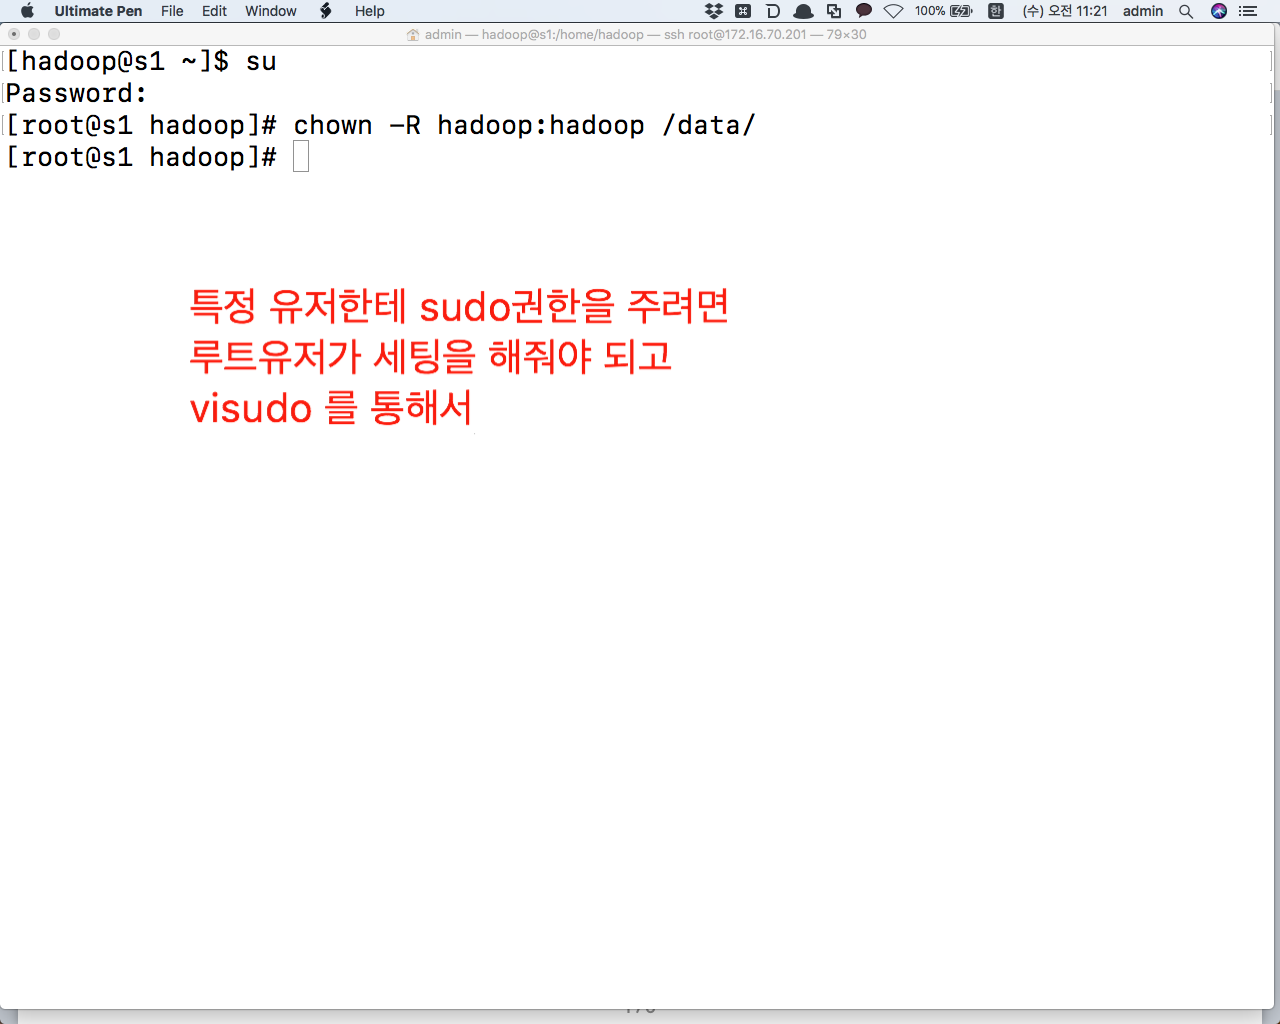 Ultimate Pen File Edit Window Help 100% 한 (수) 오전 11:21 admin
admin — hadoop@s1:/home/hadoop — ssh root@172.16.70.201 — 79×30
[hadoop@s1 ~]$ su
Password:
[root@s1 hadoop]# chown -R hadoop:hadoop /data/
[root@s1 hadoop]#
특정 유저한테 sudo권한을 주려면
루트유저가 세팅을 해줘야 되고
visudo 를 통해서